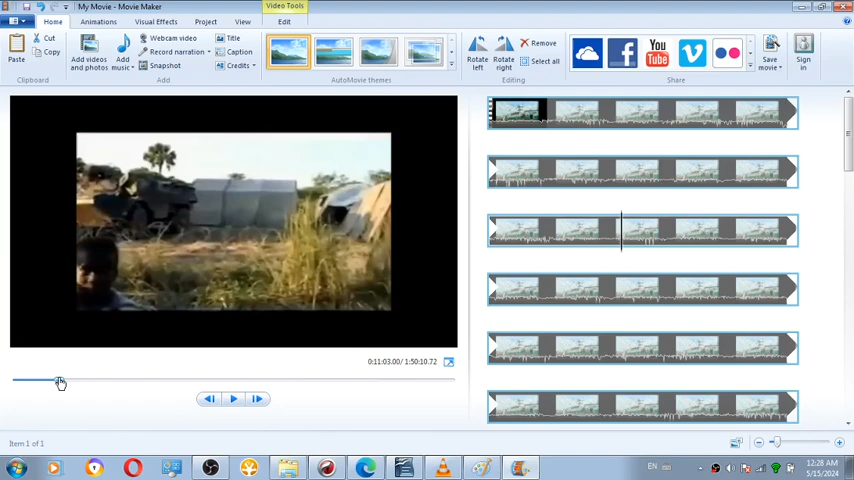 My Movie - Movie Maker
Video Tools
Home
Animations
Visual Effects
Project
View
Edit
Paste
Cut
Copy
Clipboard
Add videos
and photos
Add
music
Webcam video
Record narration
Snapshot
Title
Caption
Credits
Add
AutoMovie themes
Rotate
left
Rotate
right
Remove
Select all
Editing
You
Tube
Share
Save
movie
Sign
in
0:11:03.00/ 1:50:10.72
Item 1 of 1
EN
12:28 AM
5/15/2024